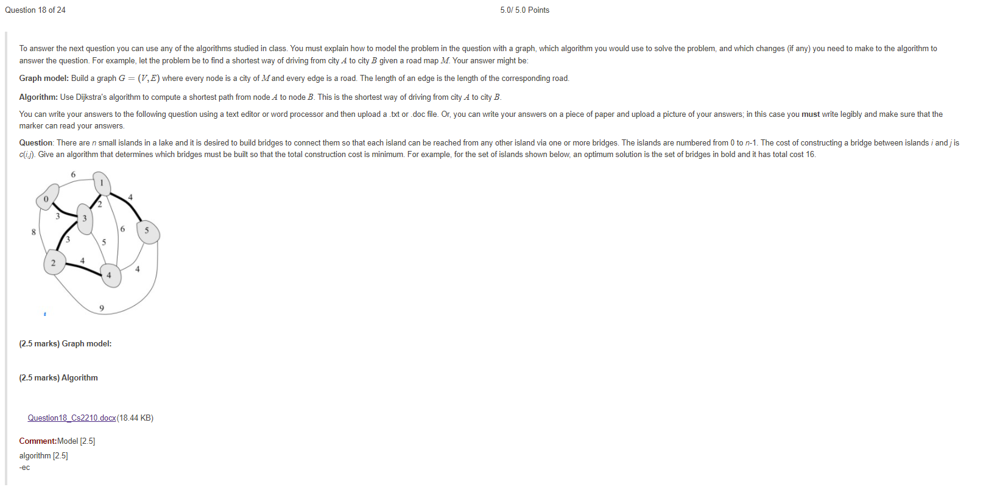 Question 18 of 24
5.0/ 5.0 Points
To answer the next question you can use any of the algorithms studied in class. You must explain how to model the problem in the question with a graph, which algorithm you would use to solve the problem, and which changes (if any) you need to make to the algorithm to
answer the question. For example, let the problem be to find a shortest way of driving from city A to city B given a road map M. Your answer might be:
Graph model: Build a graph G = (V, E) where every node is a city of M and every edge is a road. The length of an edge is the length of the corresponding road.
Algorithm: Use Dijkstra's algorithm to compute a shortest path from node A to node B. This is the shortest way of driving from city A to city B.
You can write your answers to the following question using a text editor or word processor and then upload a .txt or .doc file. Or, you can write your answers on a piece of paper and upload a picture of your answers; in this case you must write legibly and make sure that the
marker can read your answers.
Question: There are n small islands in a lake and it is desired to build bridges to connect them so that each island can be reached from any other island via one or more bridges. The islands are numbered from 0 to n-1. The cost of constructing a bridge between islands i and j is
c(i,j). Give an algorithm that determines which bridges must be built so that the total construction cost is minimum. For example, for the set of islands shown below, an optimum solution is the set of bridges in bold and it has total cost 16.
6
1
0
4
2
3
3
8
6
5
3
5
2
4
4
4
9
(2.5 marks) Graph model:
(2.5 marks) Algorithm
Question18_Cs2210.docx(18.44 KB)
Comment:Model [2.5]
algorithm [2.5]
-ec